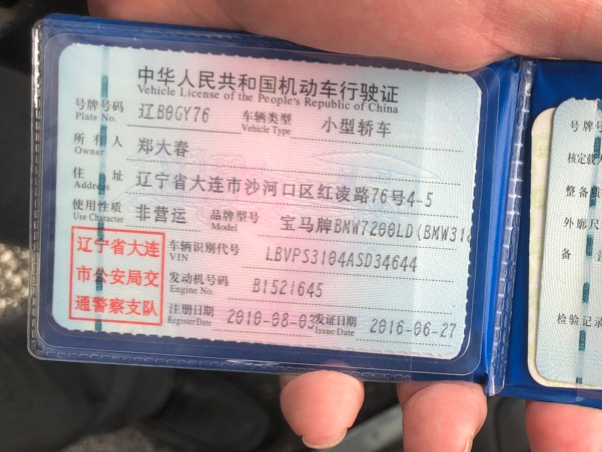 中华人民共和国机动车行驶证
Vehicle License of the People's Republic of China
号牌号码 辽B0GY76 车辆类型 小型轿车
Plate No. Vehicle Type
所有人 郑大春
Owner
住址 辽宁省大连市沙河口区红凌路76号4-5
Address
使用性质 非营运 品牌型号 宝马牌BMW7200LD(BMW318
Use Character Model
辽宁省大连
市公安局交
通警察支队
车辆识别代号 LBVPS3104ASD34644
VIN
发动机号码 B1521645
Engine No.
注册日期 2010-08-03 发证日期 2016-06-27
Register Date Issue Date
号牌
核定载
整备
外廓尺
备
检验记录